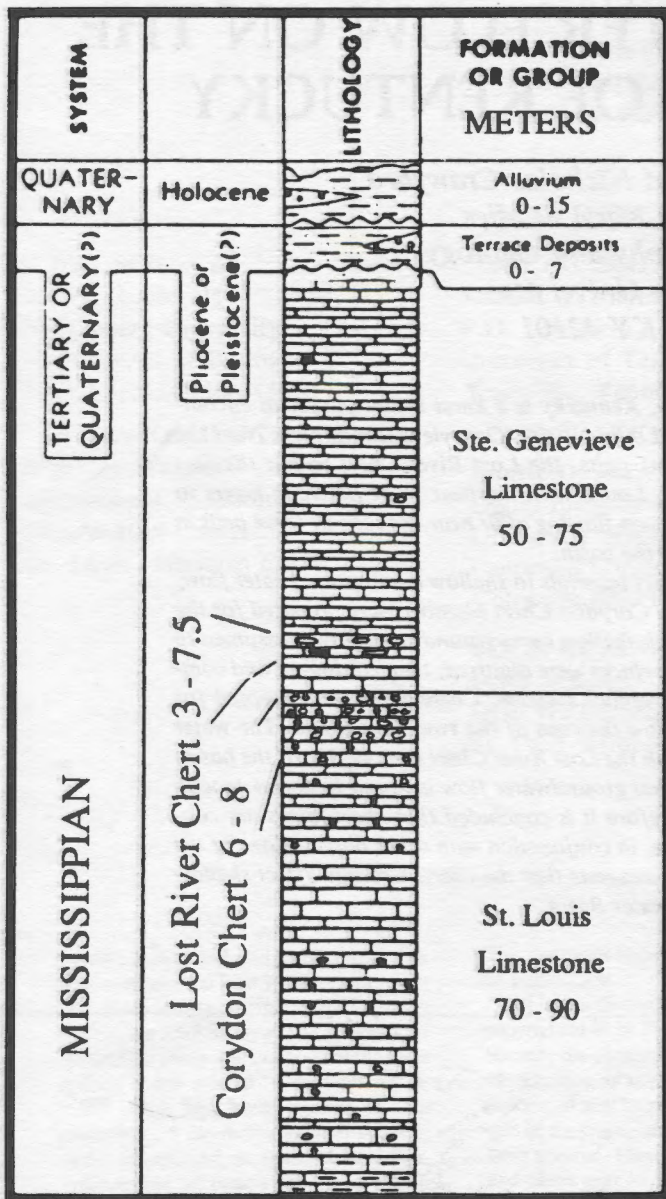 SYSTEM
LITHOLOGY
FORMATION
OR GROUP
METERS
QUATER-
NARY
Holocene
Alluvium
0 - 15
TERTIARY OR
QUATERNARY(?)
Pliocene or
Pleistocene(?)
Terrace Deposits
0 - 7
MISSISSIPPIAN
Lost River Chert 3 - 7.5
Corydon Chert 6 - 8
Ste. Genevieve
Limestone
50 - 75
St. Louis
Limestone
70 - 90